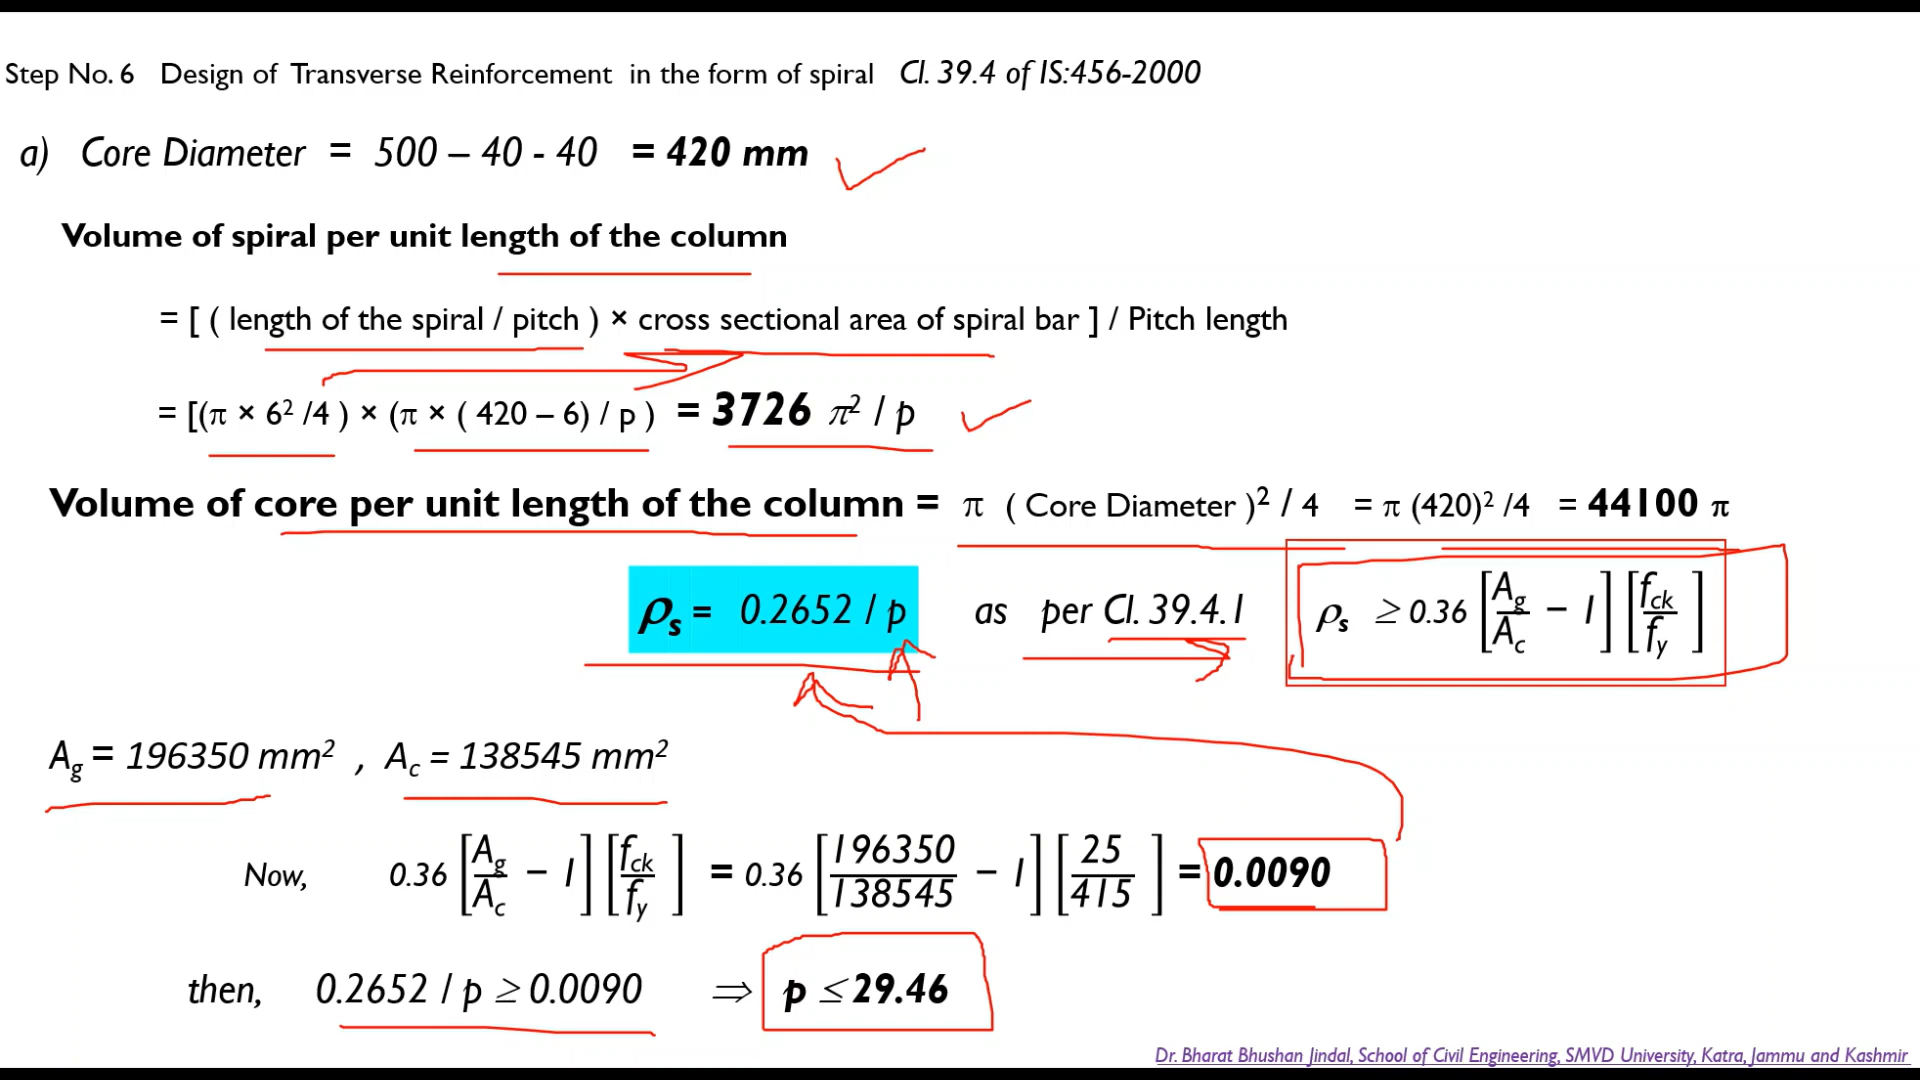 Step No. 6 Design of Transverse Reinforcement in the form of spiral Cl. 39.4 of IS:456-2000
a) Core Diameter = 500 – 40 - 40 = 420 mm
Volume of spiral per unit length of the column
= [ ( length of the spiral / pitch ) × cross sectional area of spiral bar ] / Pitch length
= [(π × 6² /4 ) × (π × ( 420 – 6) / p ) = 3726 π² / p
Volume of core per unit length of the column = π ( Core Diameter )² / 4 = π (420)² /4 = 44100 π
ρs = 0.2652 / p as per Cl. 39.4.1 ρs ≥ 0.36 [Ag/Ac − 1] [fck/fy]
Ag = 196350 mm² , Ac = 138545 mm²
Now, 0.36 [Ag/Ac − 1] [fck/fy] = 0.36 [196350/138545 − 1] [25/415] = 0.0090
then, 0.2652 / p ≥ 0.0090 ⇒ p ≤ 29.46
Dr. Bharat Bhushan Jindal, School of Civil Engineering, SMVD University, Katra, Jammu and Kashmir